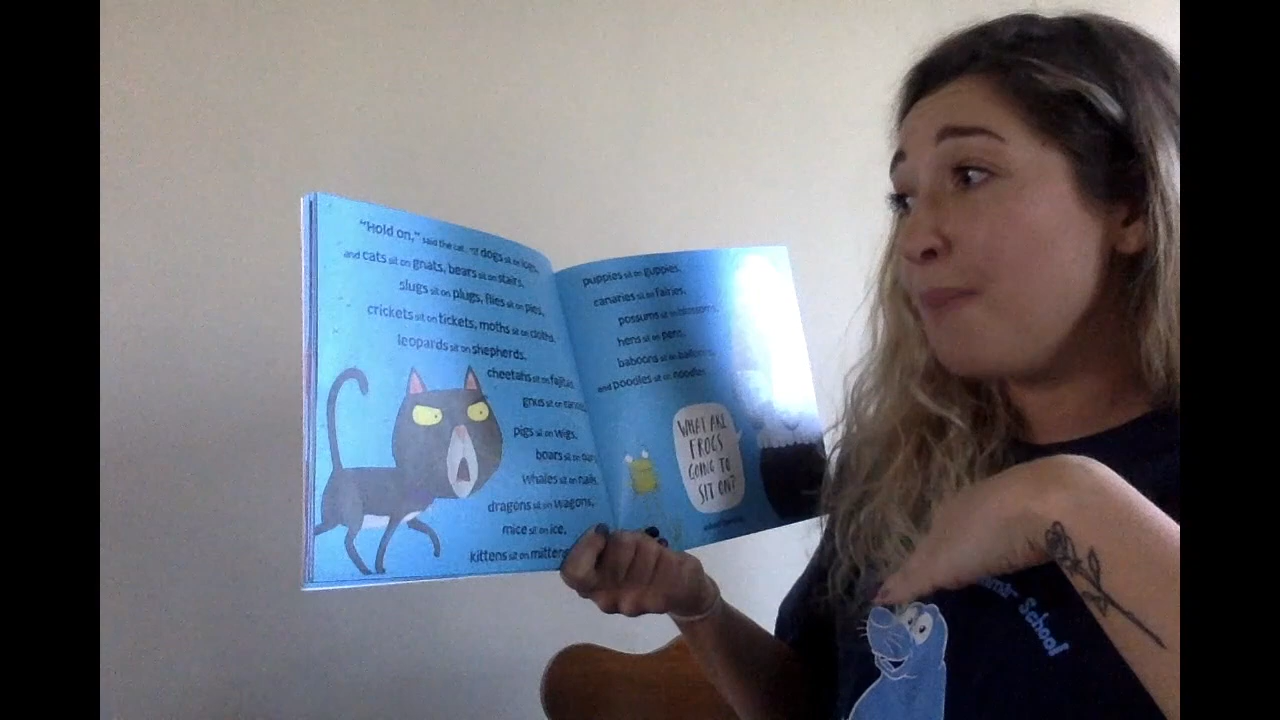 "Hold on," said the cat. "If dogs sit on logs,
and cats sit on gnats, bears sit on stairs,
slugs sit on plugs, flies sit on pies,
crickets sit on tickets, moths sit on cloths,
leopards sit on shepherds,
cheetahs sit on fajitas,
gnus sit on
pigs sit on wigs,
boars sit on
whales sit on nails,
dragons sit on wagons,
mice sit on ice,
kittens sit on mittens
puppies sit on guppies,
canaries sit on fairies,
possums sit on blossoms,
hens sit on pens,
baboons sit on balloons,
and poodles sit on noodles
WHAT ARE
FROGS
GOING TO
SIT ON?
School